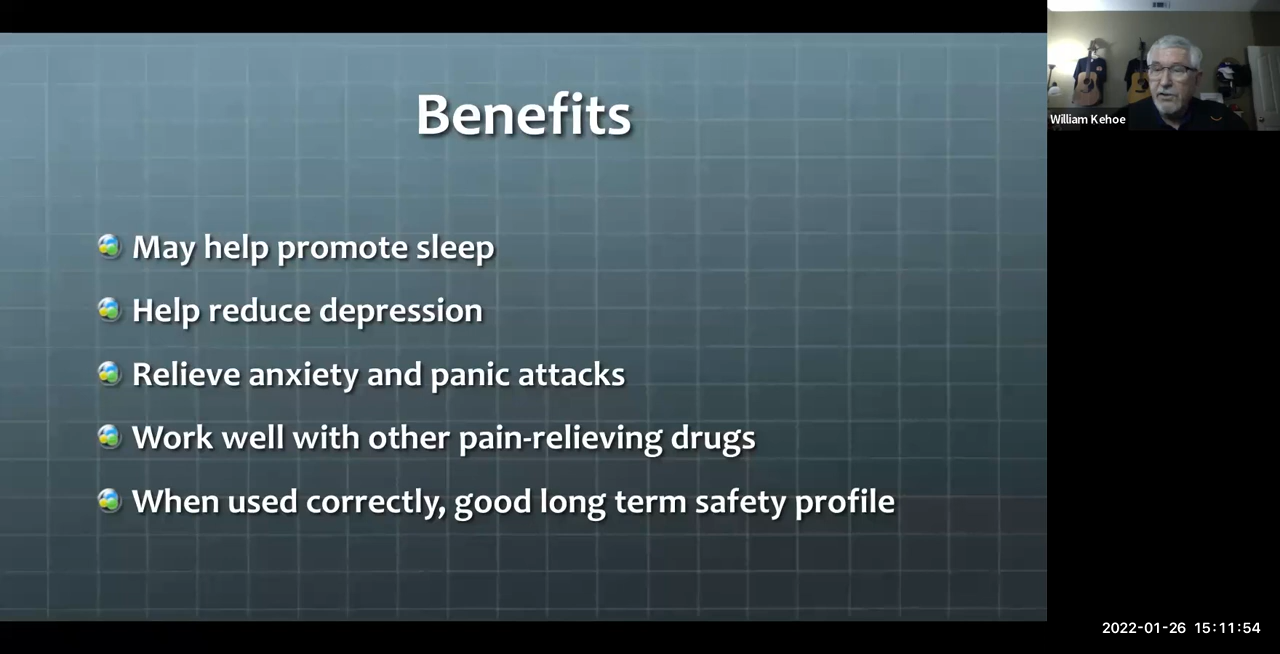 Benefits
May help promote sleep
Help reduce depression
Relieve anxiety and panic attacks
Work well with other pain-relieving drugs
When used correctly, good long term safety profile
William Kehoe
2022-01-26 15:11:54